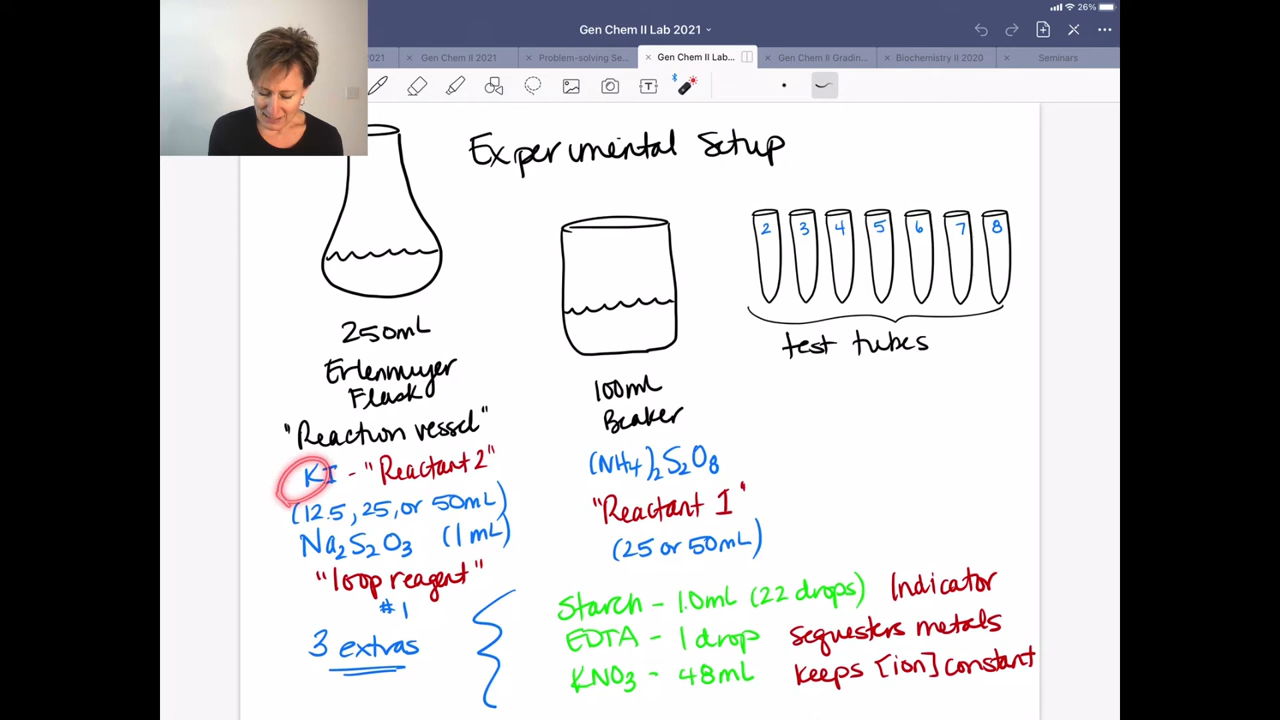 26%
Gen Chem II Lab 2021
2021
Gen Chem II 2021
Problem-solving Se...
Gen Chem II Lab...
Gen Chem II Gradin...
Biochemistry II 2020
Seminars
Experimental Setup
2 3 4 5 6 7 8
test tubes
250mL
Erlenmuyer
Flask
"Reaction vessel"
KI - "Reactant 2"
(12.5, 25, or 50mL)
Na2S2O3 (1mL)
"loop reagent"
#1
3 extras
100mL
Beaker
(NH4)2S2O8
"Reactant 1"
(25 or 50mL)
Starch - 1.0mL (22 drops) Indicator
EDTA - 1 drop sequesters metals
KNO3 - 48mL keeps [ion] constant